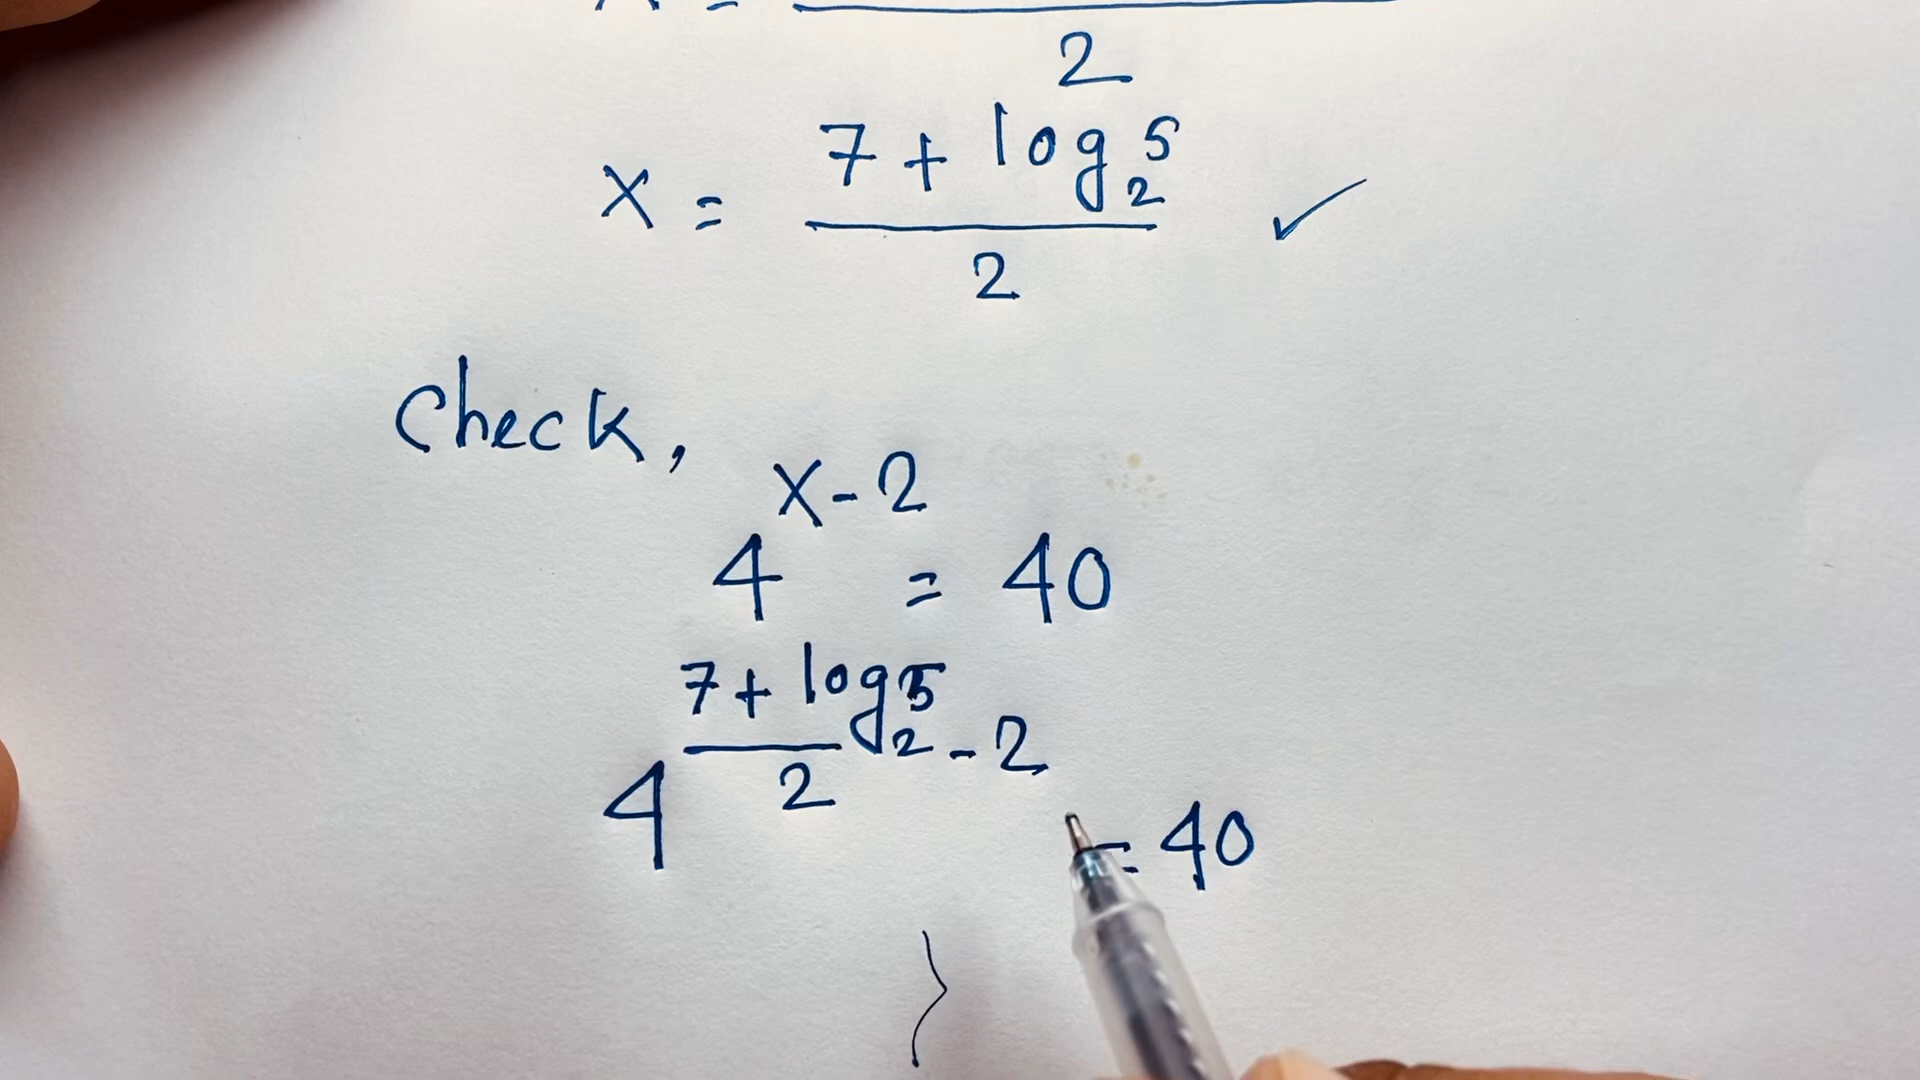 x =
2
7 + log₂5
x =
2
✓
Check,
x-2
4 = 40
7 + log₂5
- 2
2
4 = 40
}